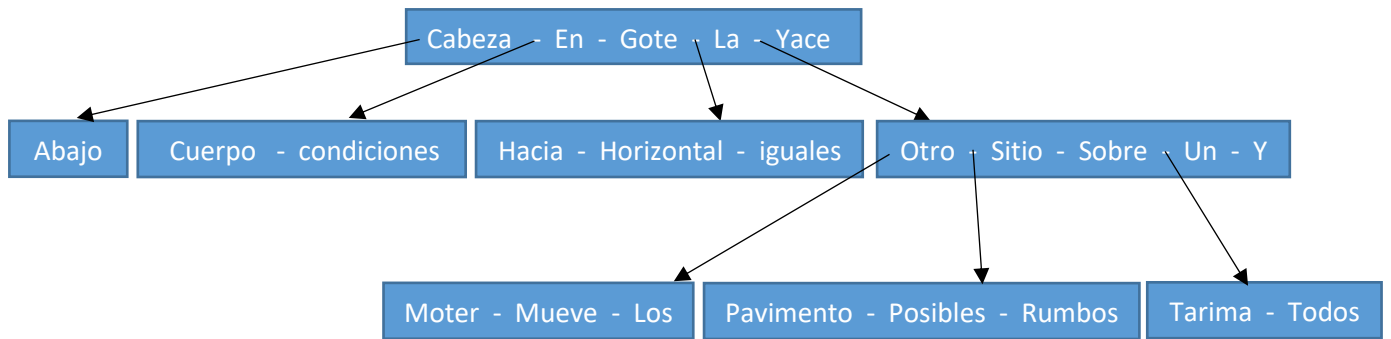 Cabeza - En - Gote - La - Yace
Abajo
Cuerpo - condiciones
Hacia - Horizontal - iguales
Otro - Sitio - Sobre - Un - Y
Moter - Mueve - Los
Pavimento - Posibles - Rumbos
Tarima - Todos